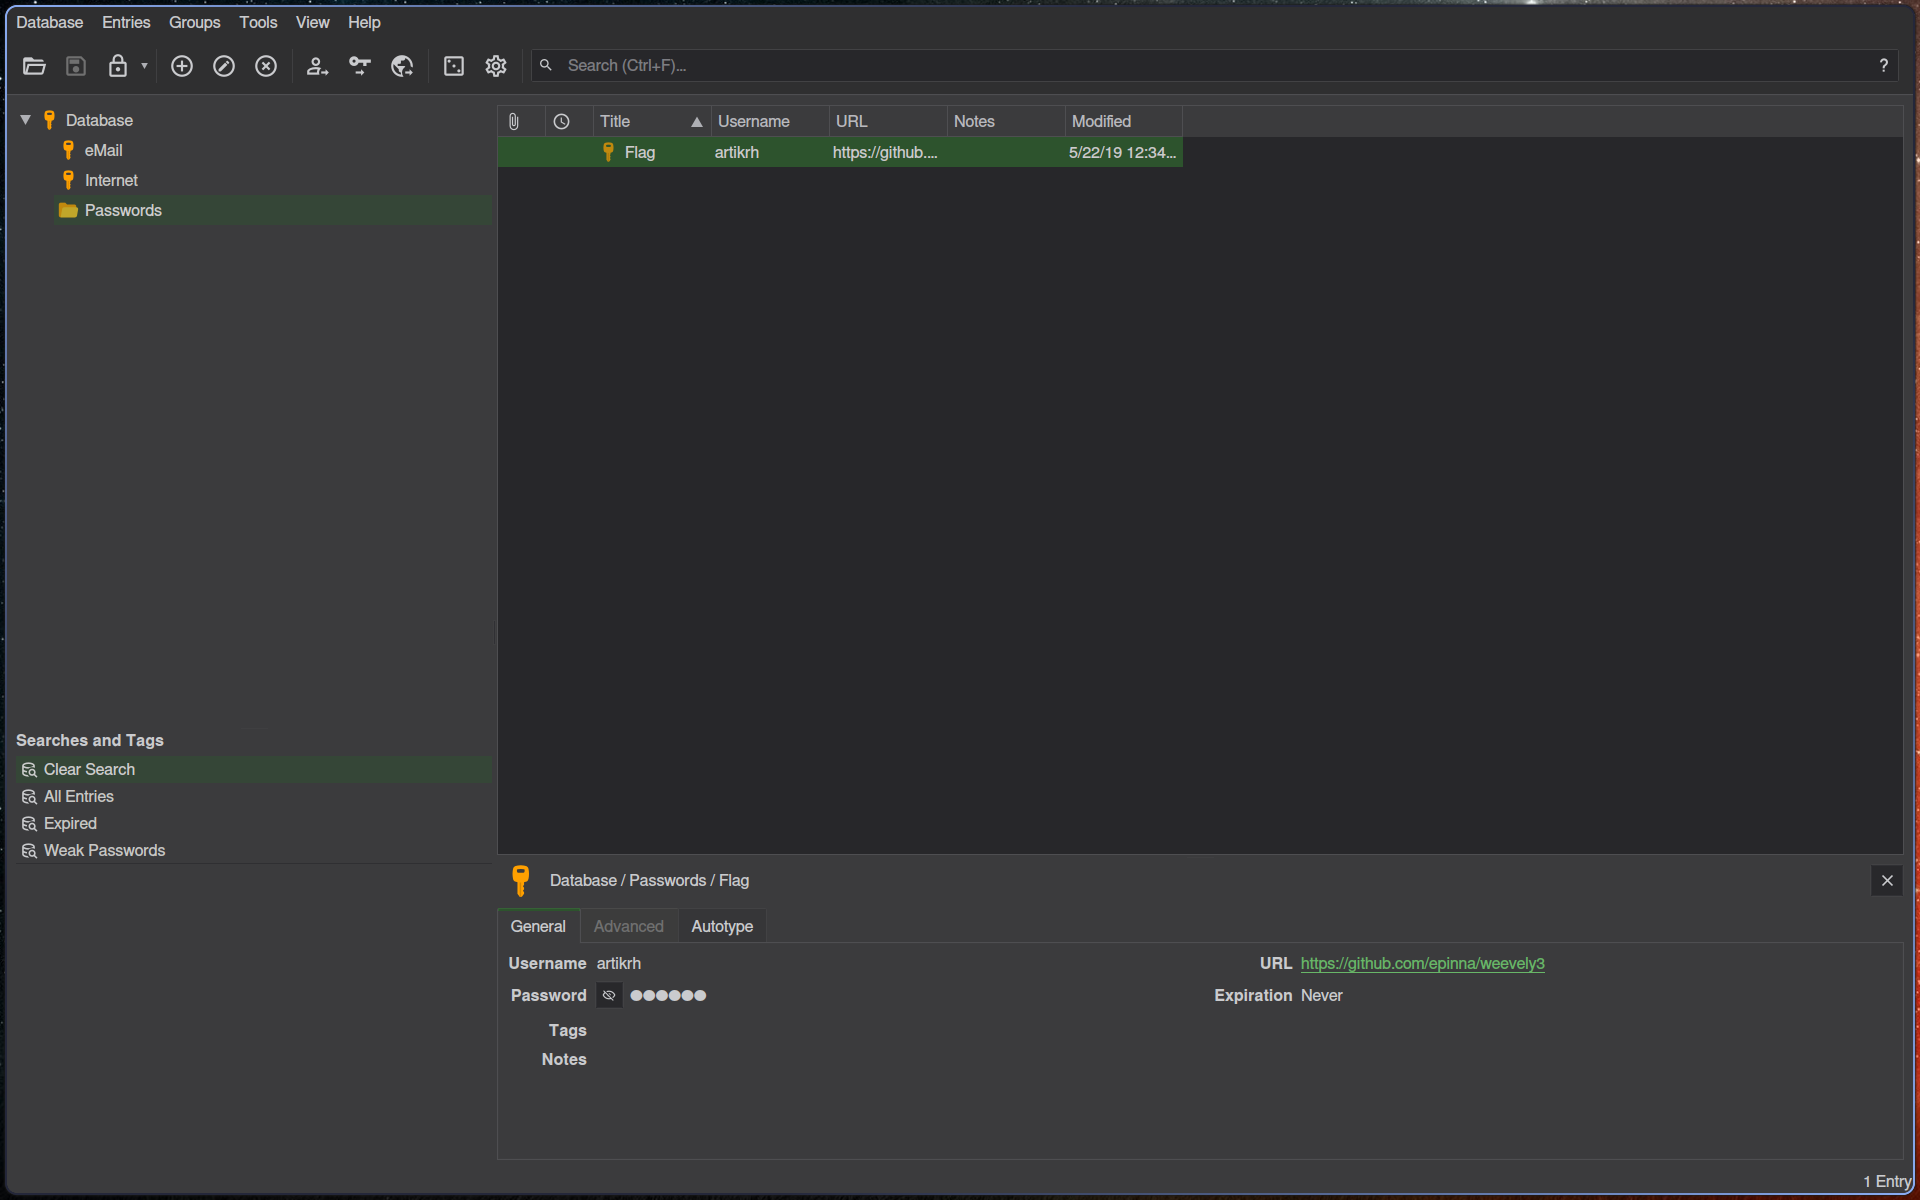 Database Entries Groups Tools View Help
Search (Ctrl+F)... ?
Database
eMail
Internet
Passwords
Title Username URL Notes Modified
Flag artikrh https://github.... 5/22/19 12:34...
Searches and Tags
Clear Search
All Entries
Expired
Weak Passwords
Database / Passwords / Flag
General Advanced Autotype
Username artikrh URL https://github.com/epinna/weevely3
Password ●●●●●● Expiration Never
Tags
Notes
1 Entry